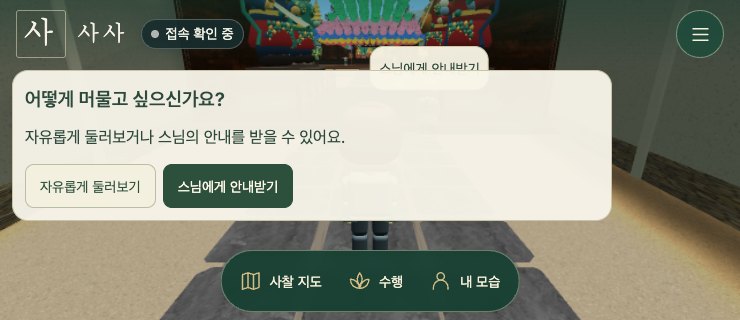 사 사사
접속 확인 중
스님에게 안내받기
어떻게 머물고 싶으신가요?
자유롭게 둘러보거나 스님의 안내를 받을 수 있어요.
자유롭게 둘러보기
스님에게 안내받기
사찰 지도
수행
내 모습